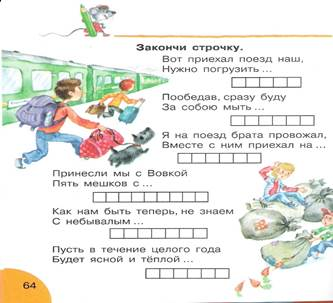 Закончи строчку.
Вот приехал поезд наш,
Нужно погрузить ...
Пообедав, сразу буду
За собою мыть ...
Я на поезд брата провожал,
Вместе с ним приехал на ...
Принесли мы с Вовкой
Пять мешков с ...
Как нам быть теперь, не знаем
С небывалым ...
Пусть в течение целого года
Будет ясной и тёплой ...
64